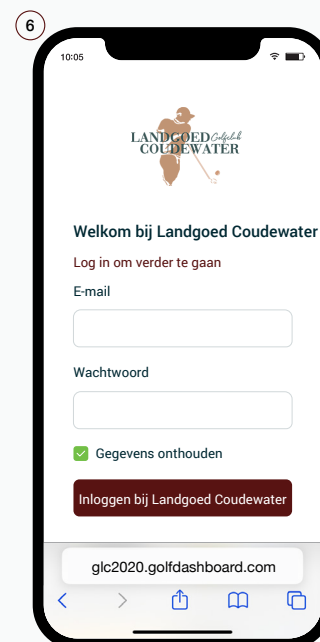 6
10:05
LANDGOED Golfclub
COUDEWATER
Welkom bij Landgoed Coudewater
Log in om verder te gaan
E-mail
Wachtwoord
Gegevens onthouden
Inloggen bij Landgoed Coudewater
glc2020.golfdashboard.com